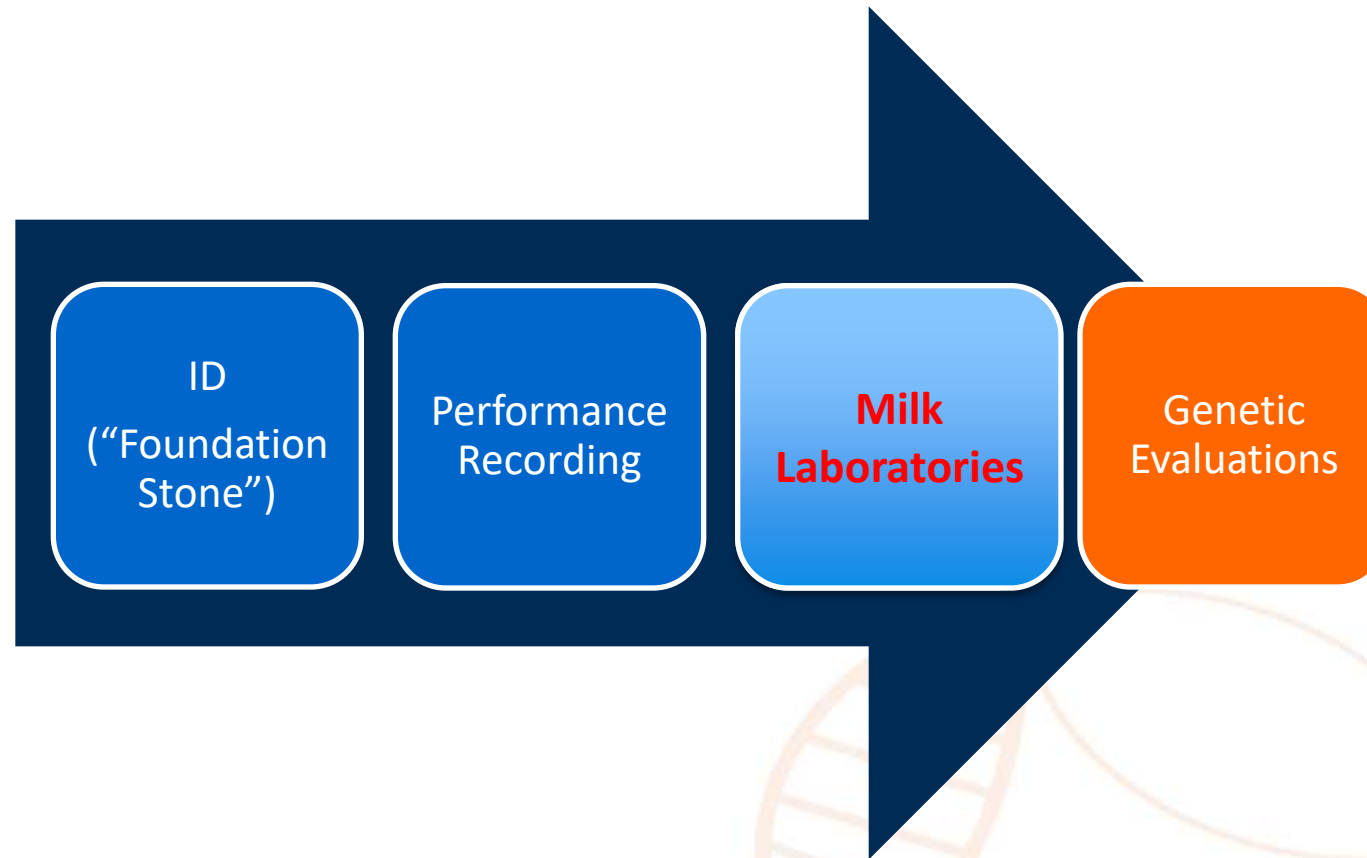 ID
(“Foundation
Stone”)
Performance
Recording
Milk
Laboratories
Genetic
Evaluations